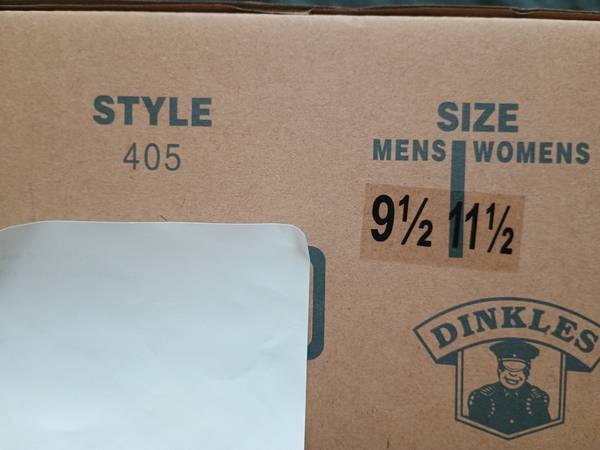 STYLE
405
SIZE
MENS WOMENS
9½ 11½
DINKLES